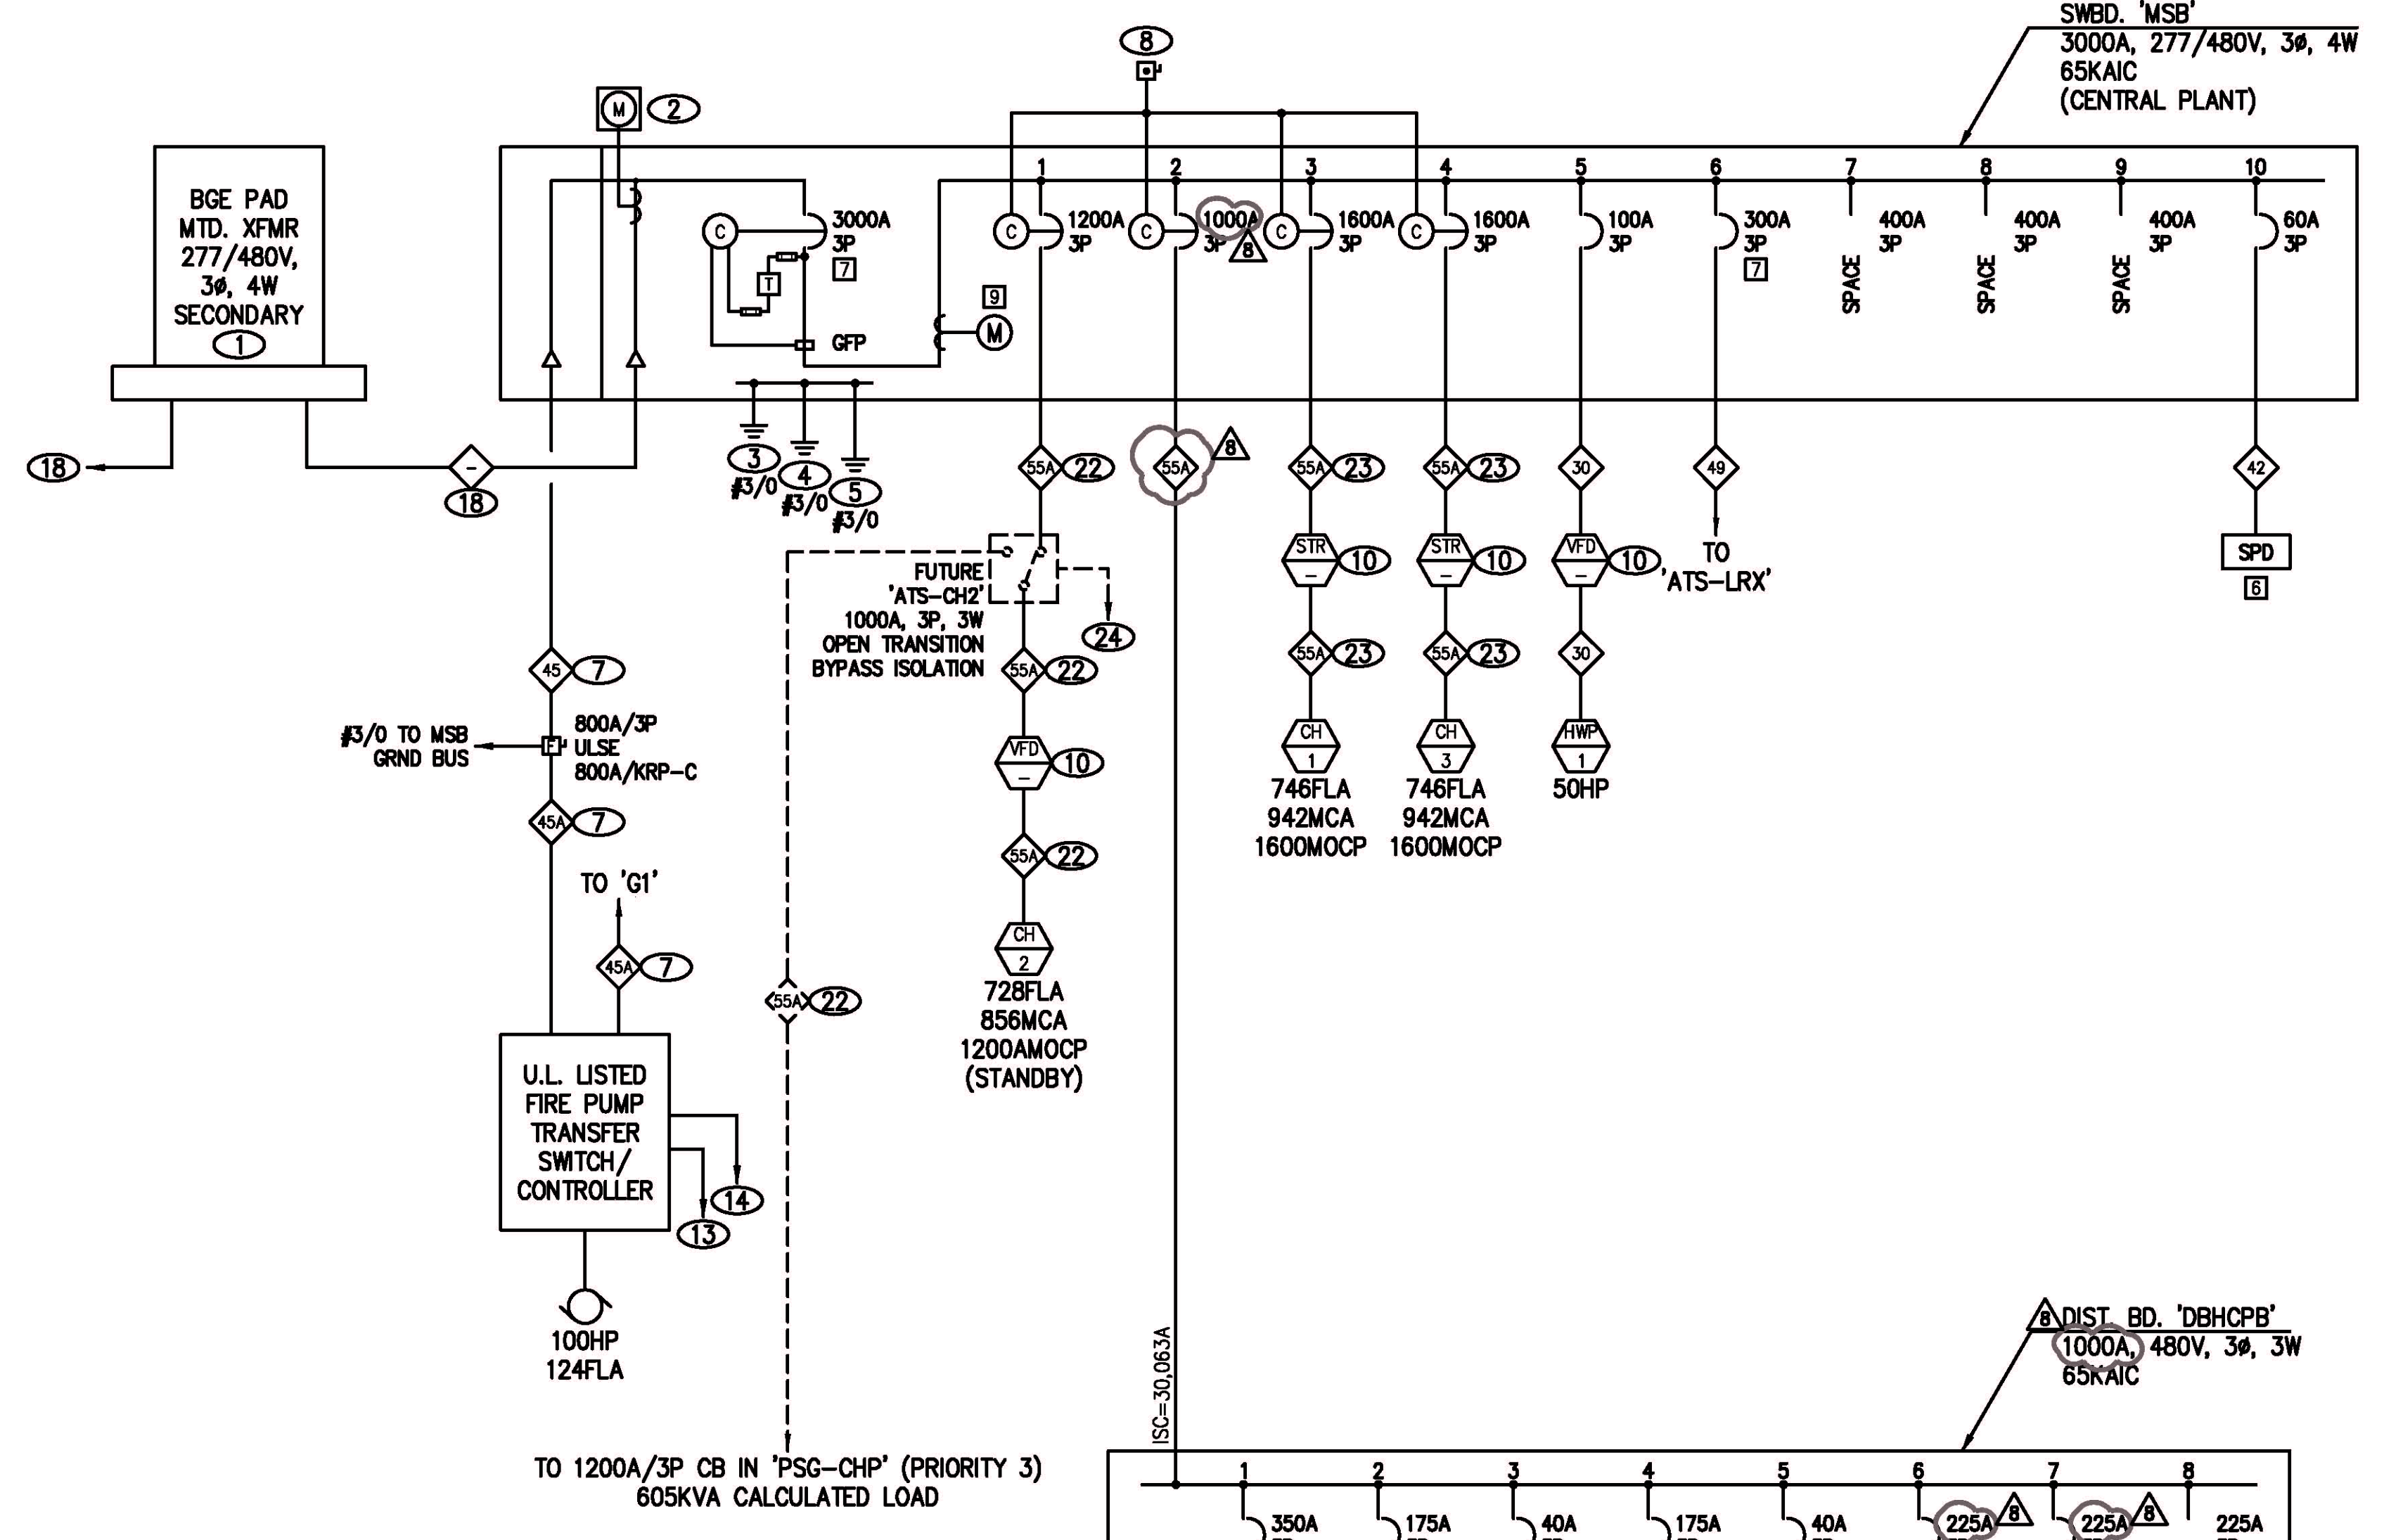 SWBD. 'MSB'
3000A, 277/480V, 3ø, 4W
65KAIC
(CENTRAL PLANT)
8
M
2
BGE PAD
MTD. XFMR
277/480V,
3ø, 4W
SECONDARY
1
18
-
18
C
3000A
3P
7
T
GFP
9
M
3
#3/0
4
#3/0
5
#3/0
1
C
1200A
3P
2
C
1000A
3P
8
3
C
1600A
3P
4
C
1600A
3P
5
100A
3P
6
300A
3P
7
7
400A
3P
SPACE
8
400A
3P
SPACE
9
400A
3P
SPACE
10
60A
3P
55A
22
55A
8
55A
23
55A
23
30
49
42
FUTURE
'ATS-CH2'
1000A, 3P, 3W
OPEN TRANSITION
BYPASS ISOLATION
24
STR
-
10
STR
-
10
VFD
-
10
TO
'ATS-LRX'
SPD
6
45
7
55A
22
55A
23
55A
23
30
#3/0 TO MSB
GRND BUS
F
800A/3P
ULSE
800A/KRP-C
VFD
-
10
CH
1
746FLA
942MCA
1600MOCP
CH
3
746FLA
942MCA
1600MOCP
HWP
1
50HP
45A
7
55A
22
TO 'G1'
45A
7
CH
2
728FLA
856MCA
1200AMOCP
(STANDBY)
55A
22
U.L. LISTED
FIRE PUMP
TRANSFER
SWITCH/
CONTROLLER
14
13
100HP
124FLA
TO 1200A/3P CB IN 'PSG-CHP' (PRIORITY 3)
605KVA CALCULATED LOAD
ISC=30,063A
8
DIST. BD. 'DBHCPB'
1000A, 480V, 3ø, 3W
65KAIC
1
350A
2
175A
3
40A
4
175A
5
40A
6
225A
8
7
225A
8
8
225A